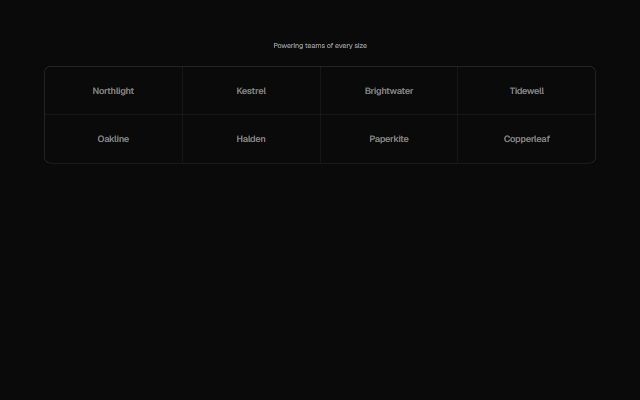 Powering teams of every size
Northlight Kestrel Brightwater Tidewell
Oakline Halden Paperkite Copperleaf